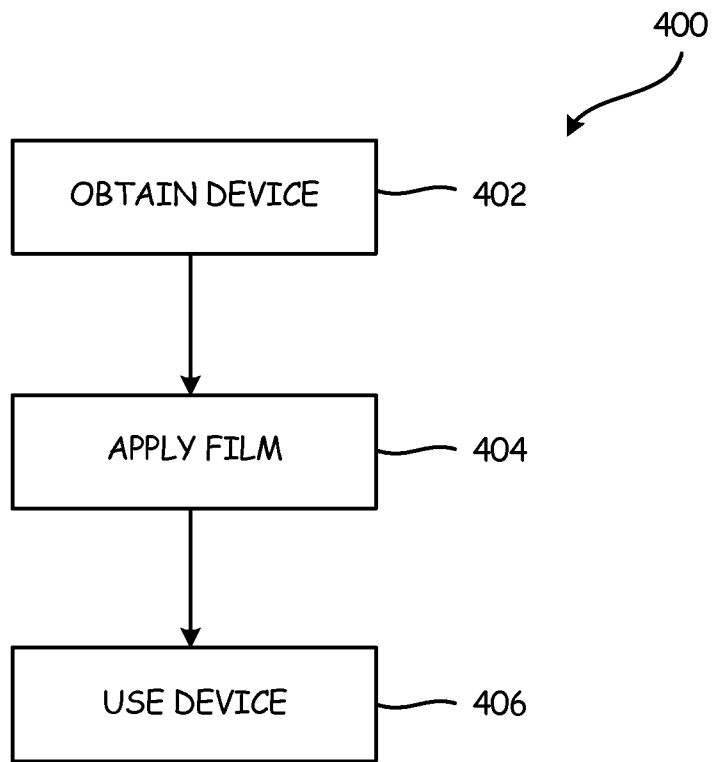 400
OBTAIN DEVICE
402
APPLY FILM
404
USE DEVICE
406